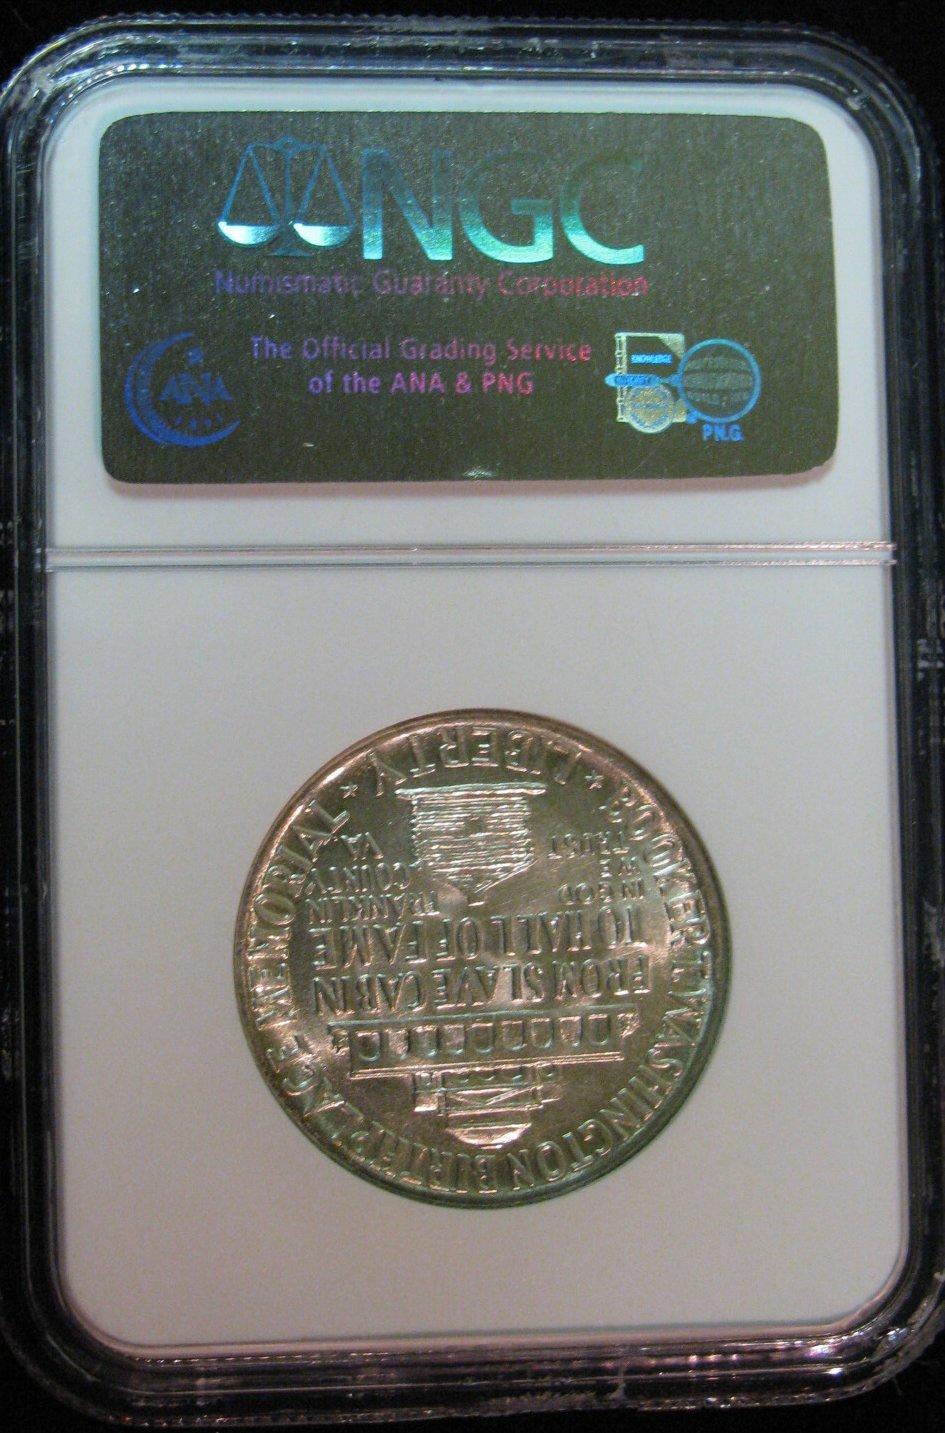 NGC
Numismatic Guaranty Corporation
The Official Grading Service
of the ANA & PNG
ANA
KNOWLEDGE
P.N.G.
BOOKER T. WASHINGTON BIRTHPLACE MEMORIAL
FROM SLAVE CABIN
TO HALL OF FAME
IN GOD
WE
TRUST
FRANKLIN
COUNTY
VA
★ LIBERTY ★